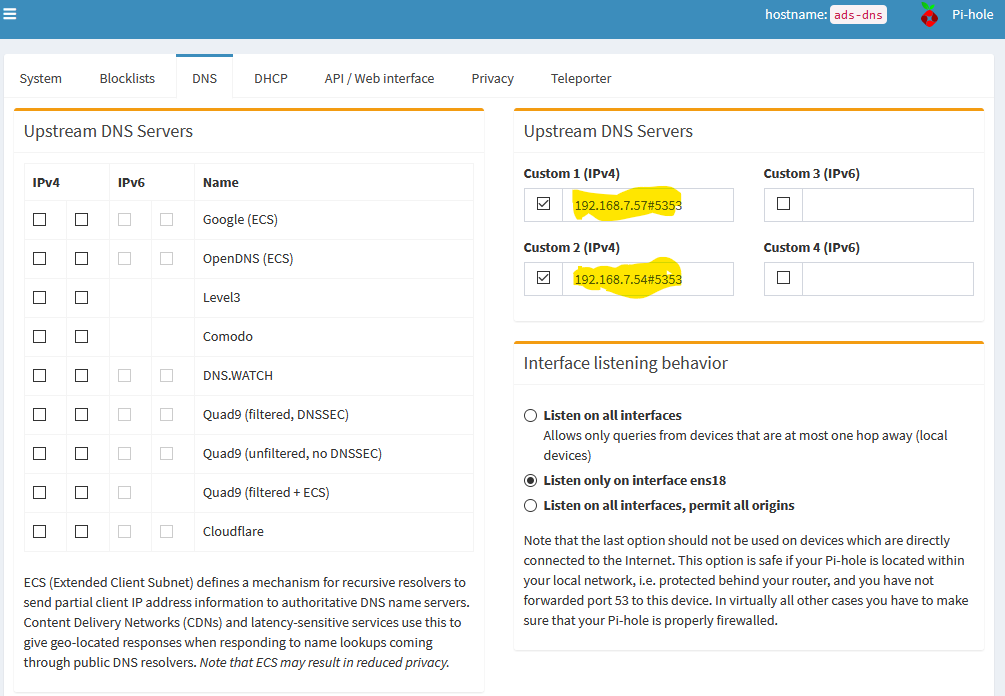 hostname: ads-dns Pi-hole
System Blocklists DNS DHCP API / Web interface Privacy Teleporter
Upstream DNS Servers
IPv4 IPv6 Name
Google (ECS)
OpenDNS (ECS)
Level3
Comodo
DNS.WATCH
Quad9 (filtered, DNSSEC)
Quad9 (unfiltered, no DNSSEC)
Quad9 (filtered + ECS)
Cloudflare
ECS (Extended Client Subnet) defines a mechanism for recursive resolvers to
send partial client IP address information to authoritative DNS name servers.
Content Delivery Networks (CDNs) and latency-sensitive services use this to
give geo-located responses when responding to name lookups coming
through public DNS resolvers. Note that ECS may result in reduced privacy.
Upstream DNS Servers
Custom 1 (IPv4) Custom 3 (IPv6)
192.168.7.57#5353
Custom 2 (IPv4) Custom 4 (IPv6)
192.168.7.54#5353
Interface listening behavior
Listen on all interfaces
Allows only queries from devices that are at most one hop away (local
devices)
Listen only on interface ens18
Listen on all interfaces, permit all origins
Note that the last option should not be used on devices which are directly
connected to the Internet. This option is safe if your Pi-hole is located within
your local network, i.e. protected behind your router, and you have not
forwarded port 53 to this device. In virtually all other cases you have to make
sure that your Pi-hole is properly firewalled.